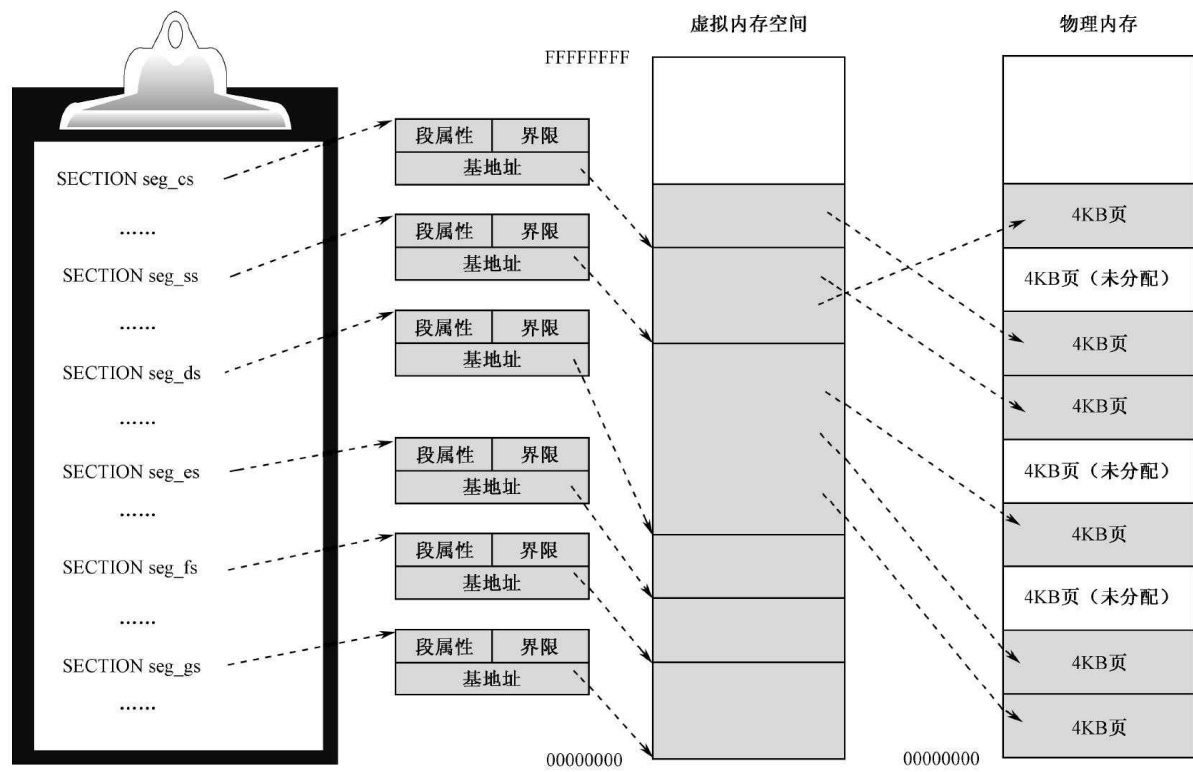 虚拟内存空间
物理内存
FFFFFFFF
SECTION seg_cs
……
SECTION seg_ss
……
SECTION seg_ds
……
SECTION seg_es
……
SECTION seg_fs
……
SECTION seg_gs
……
段属性 界限
基地址
段属性 界限
基地址
段属性 界限
基地址
段属性 界限
基地址
段属性 界限
基地址
段属性 界限
基地址
00000000
4KB页
4KB页（未分配）
4KB页
4KB页
4KB页（未分配）
4KB页
4KB页（未分配）
4KB页
4KB页
00000000